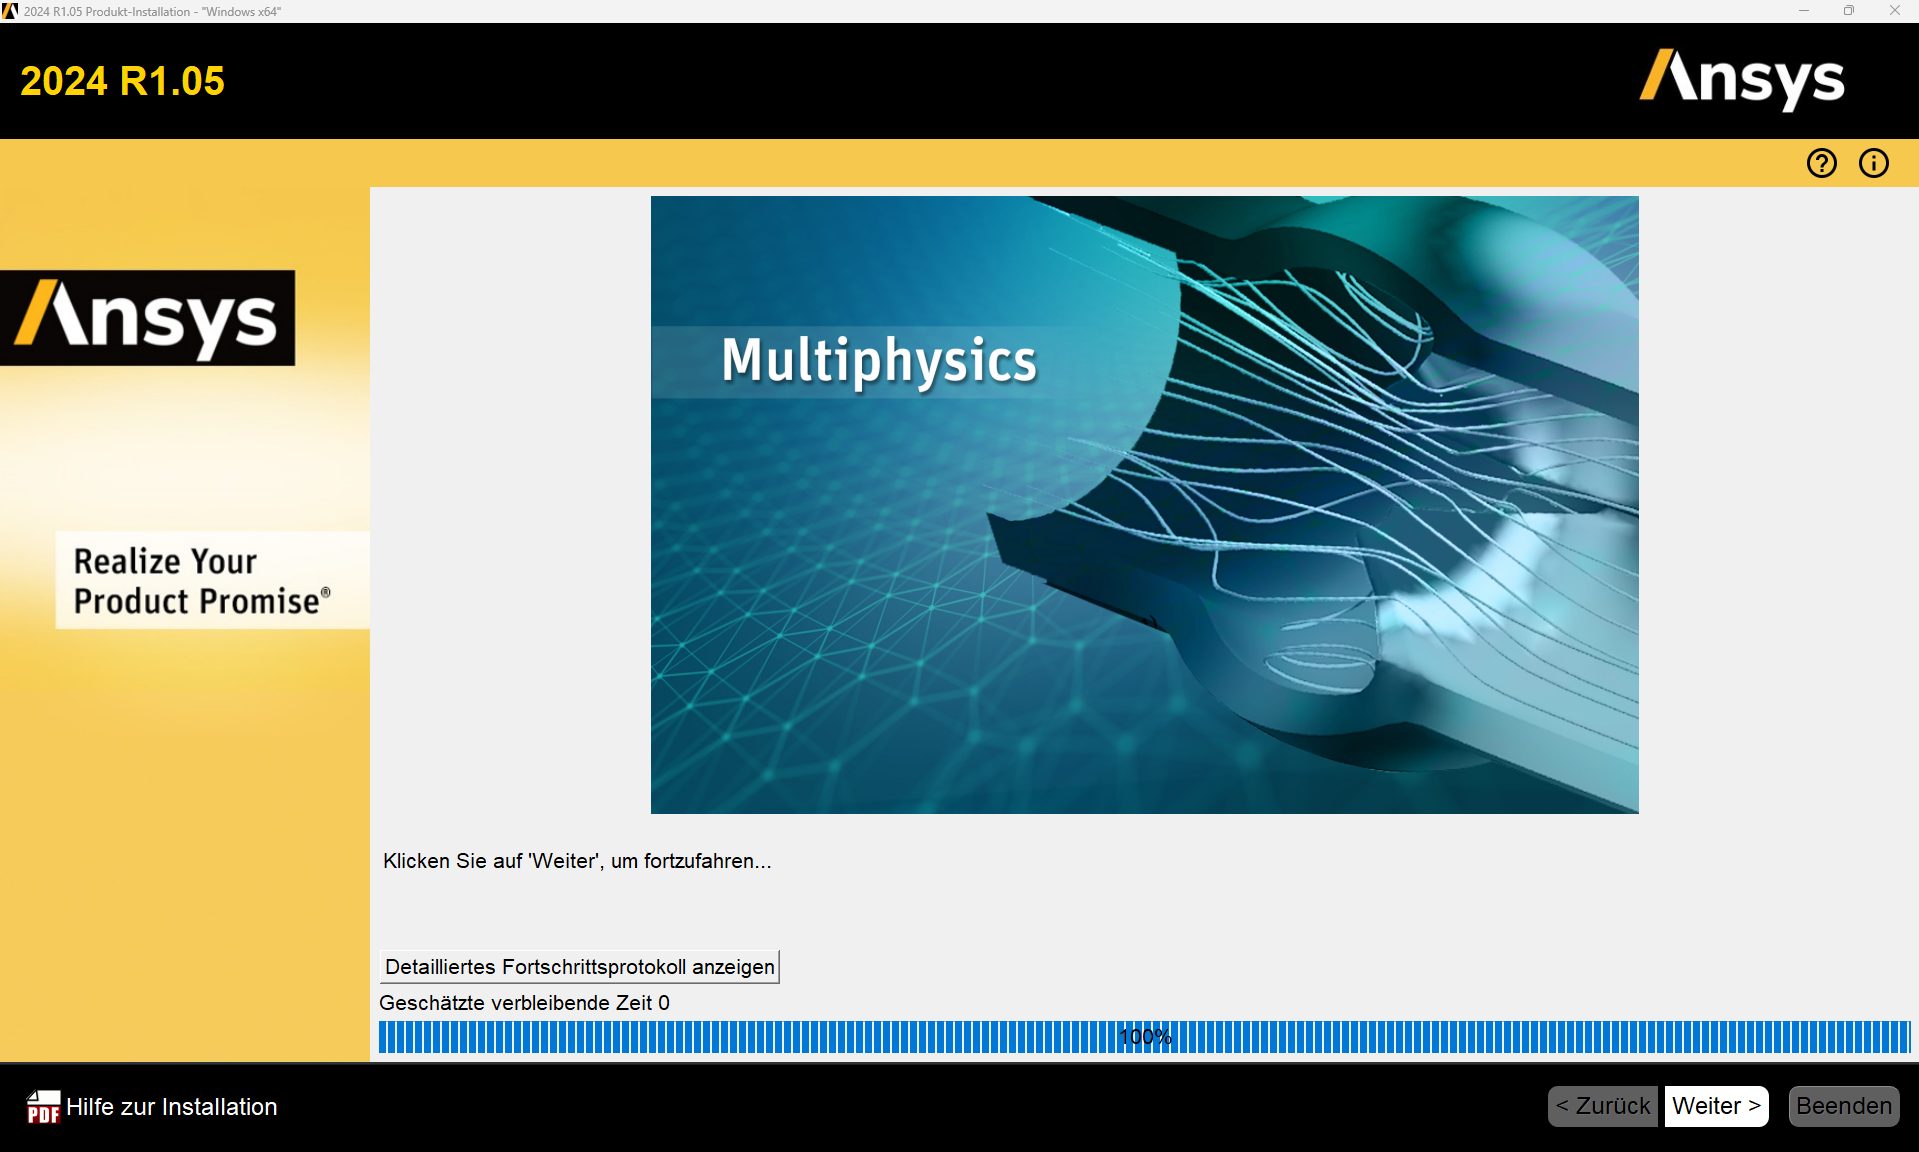 2024 R1.05 Produkt-Installation - "Windows x64"
2024 R1.05
Ansys
Ansys
Realize Your
Product Promise®
Multiphysics
Klicken Sie auf 'Weiter', um fortzufahren...
Detailliertes Fortschrittsprotokoll anzeigen
Geschätzte verbleibende Zeit 0
100%
PDF Hilfe zur Installation
< Zurück Weiter > Beenden